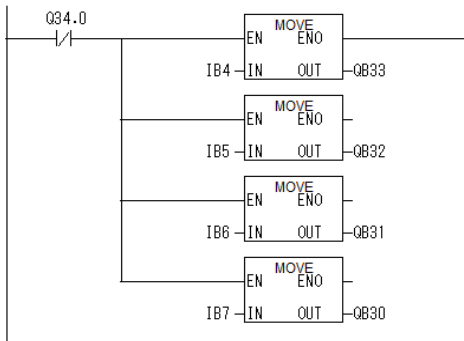 Q34.0
MOVE
EN ENO
IB4 IN OUT QB33
MOVE
EN ENO
IB5 IN OUT QB32
MOVE
EN ENO
IB6 IN OUT QB31
MOVE
EN ENO
IB7 IN OUT QB30